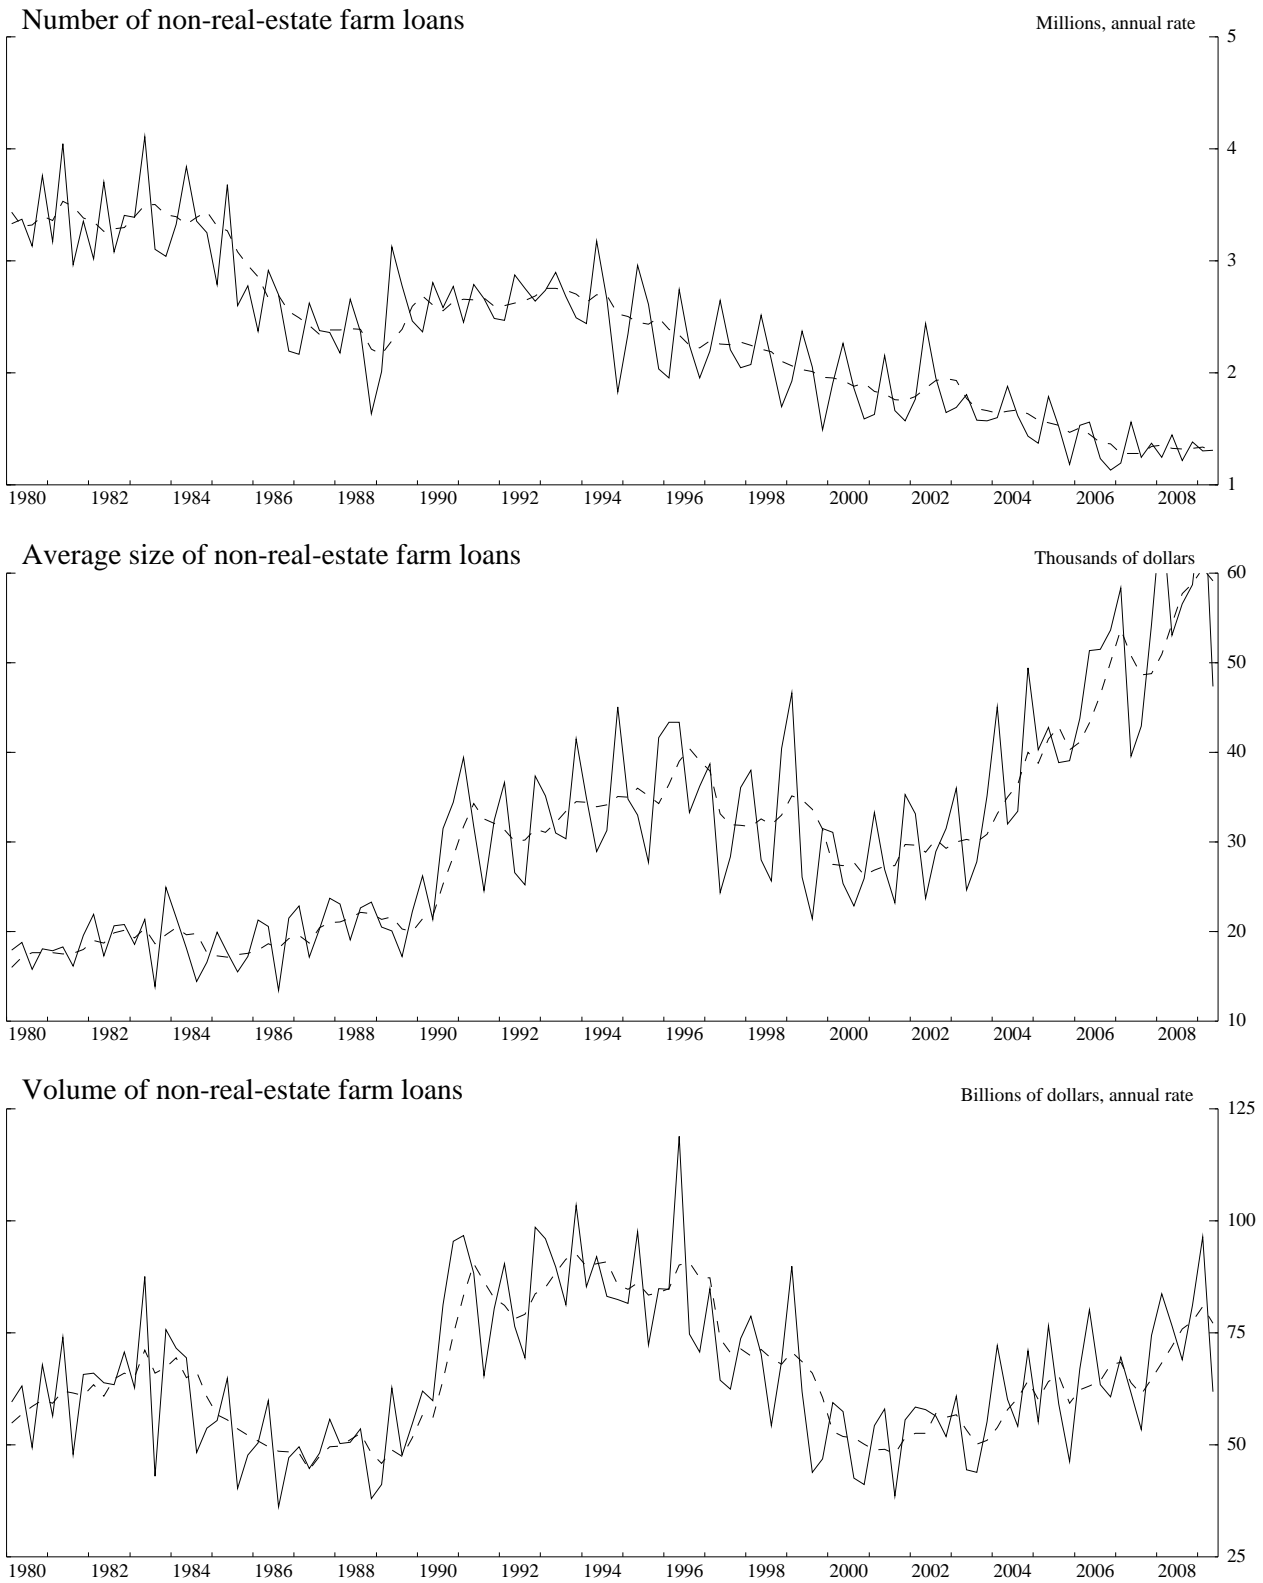 Number of non-real-estate farm loans
Millions, annual rate
5
4
3
2
1
1980 1982 1984 1986 1988 1990 1992 1994 1996 1998 2000 2002 2004 2006 2008
Average size of non-real-estate farm loans
Thousands of dollars
60
50
40
30
20
10
1980 1982 1984 1986 1988 1990 1992 1994 1996 1998 2000 2002 2004 2006 2008
Volume of non-real-estate farm loans
Billions of dollars, annual rate
125
100
75
50
25
1980 1982 1984 1986 1988 1990 1992 1994 1996 1998 2000 2002 2004 2006 2008